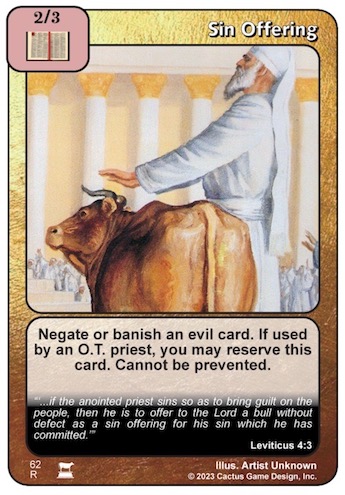 2/3
Sin Offering
Negate or banish an evil card. If used
by an O.T. priest, you may reserve this
card. Cannot be prevented.
"'...if the anointed priest sins so as to bring guilt on the
people, then he is to offer to the Lord a bull without
defect as a sin offering for his sin which he has
committed.'"
Leviticus 4:3
62
R
Illus. Artist Unknown
© 2023 Cactus Game Design, Inc.